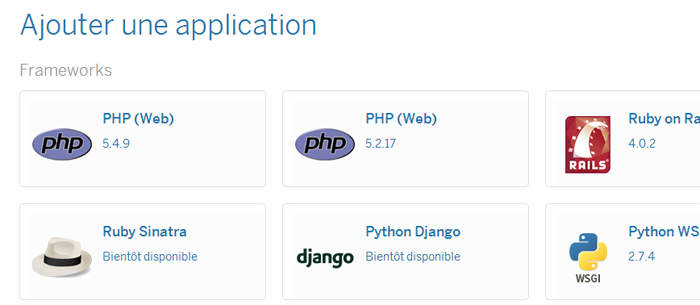 Ajouter une application
Frameworks
PHP (Web)
5.4.9
php
PHP (Web)
5.2.17
php
Ruby on Ra
4.0.2
RAILS
Ruby Sinatra
Bientôt disponible
Python Django
Bientôt disponible
django
Python WS
2.7.4
WSGI